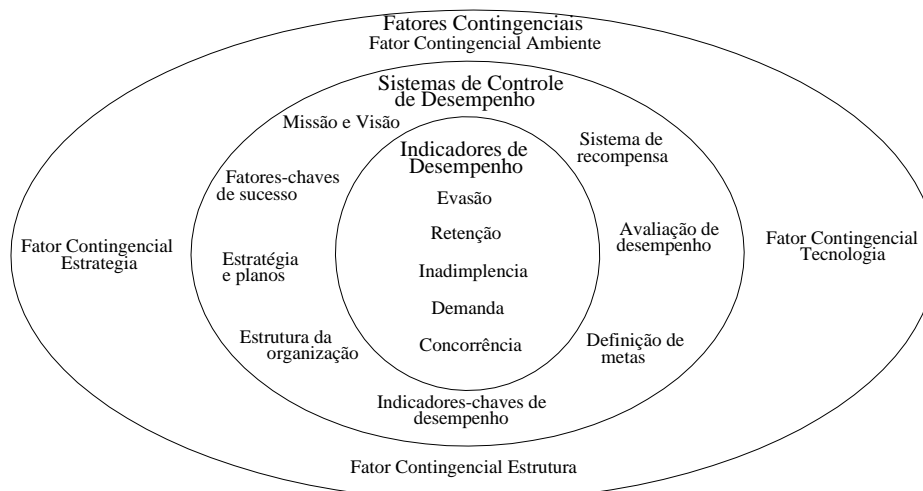 Fatores Contingenciais
Fator Contingencial Ambiente
Sistemas de Controle
de Desempenho
Missão e Visão
Fatores-chaves
de sucesso
Estratégia
e planos
Estrutura da
organização
Indicadores-chaves de
desempenho
Definição de
metas
Avaliação de
desempenho
Sistema de
recompensa
Indicadores de
Desempenho
Evasão
Retenção
Inadimplencia
Demanda
Concorrência
Fator Contingencial
Estrategia
Fator Contingencial
Tecnologia
Fator Contingencial Estrutura